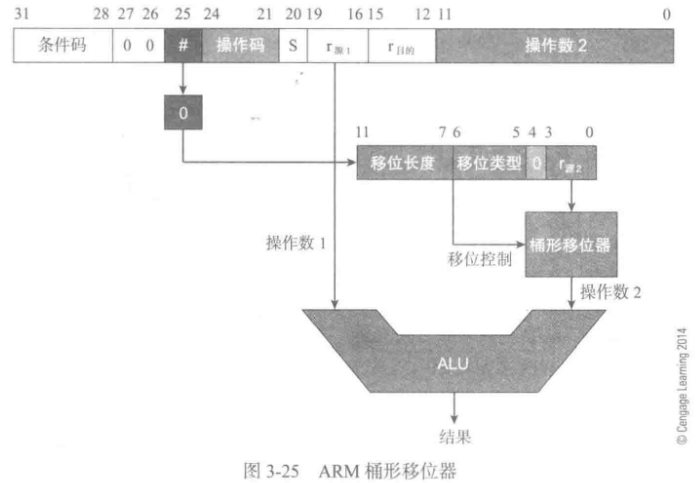 31 28 27 26 25 24 21 20 19 16 15 12 11 0
条件码 0 0 # 操作码 S r源1 r目的 操作数2
0
11 7 6 5 4 3 0
移位长度 移位类型 0 r源2
操作数1
移位控制
桶形移位器
操作数2
ALU
结果
© Cengage Learning 2014
图 3-25 ARM 桶形移位器